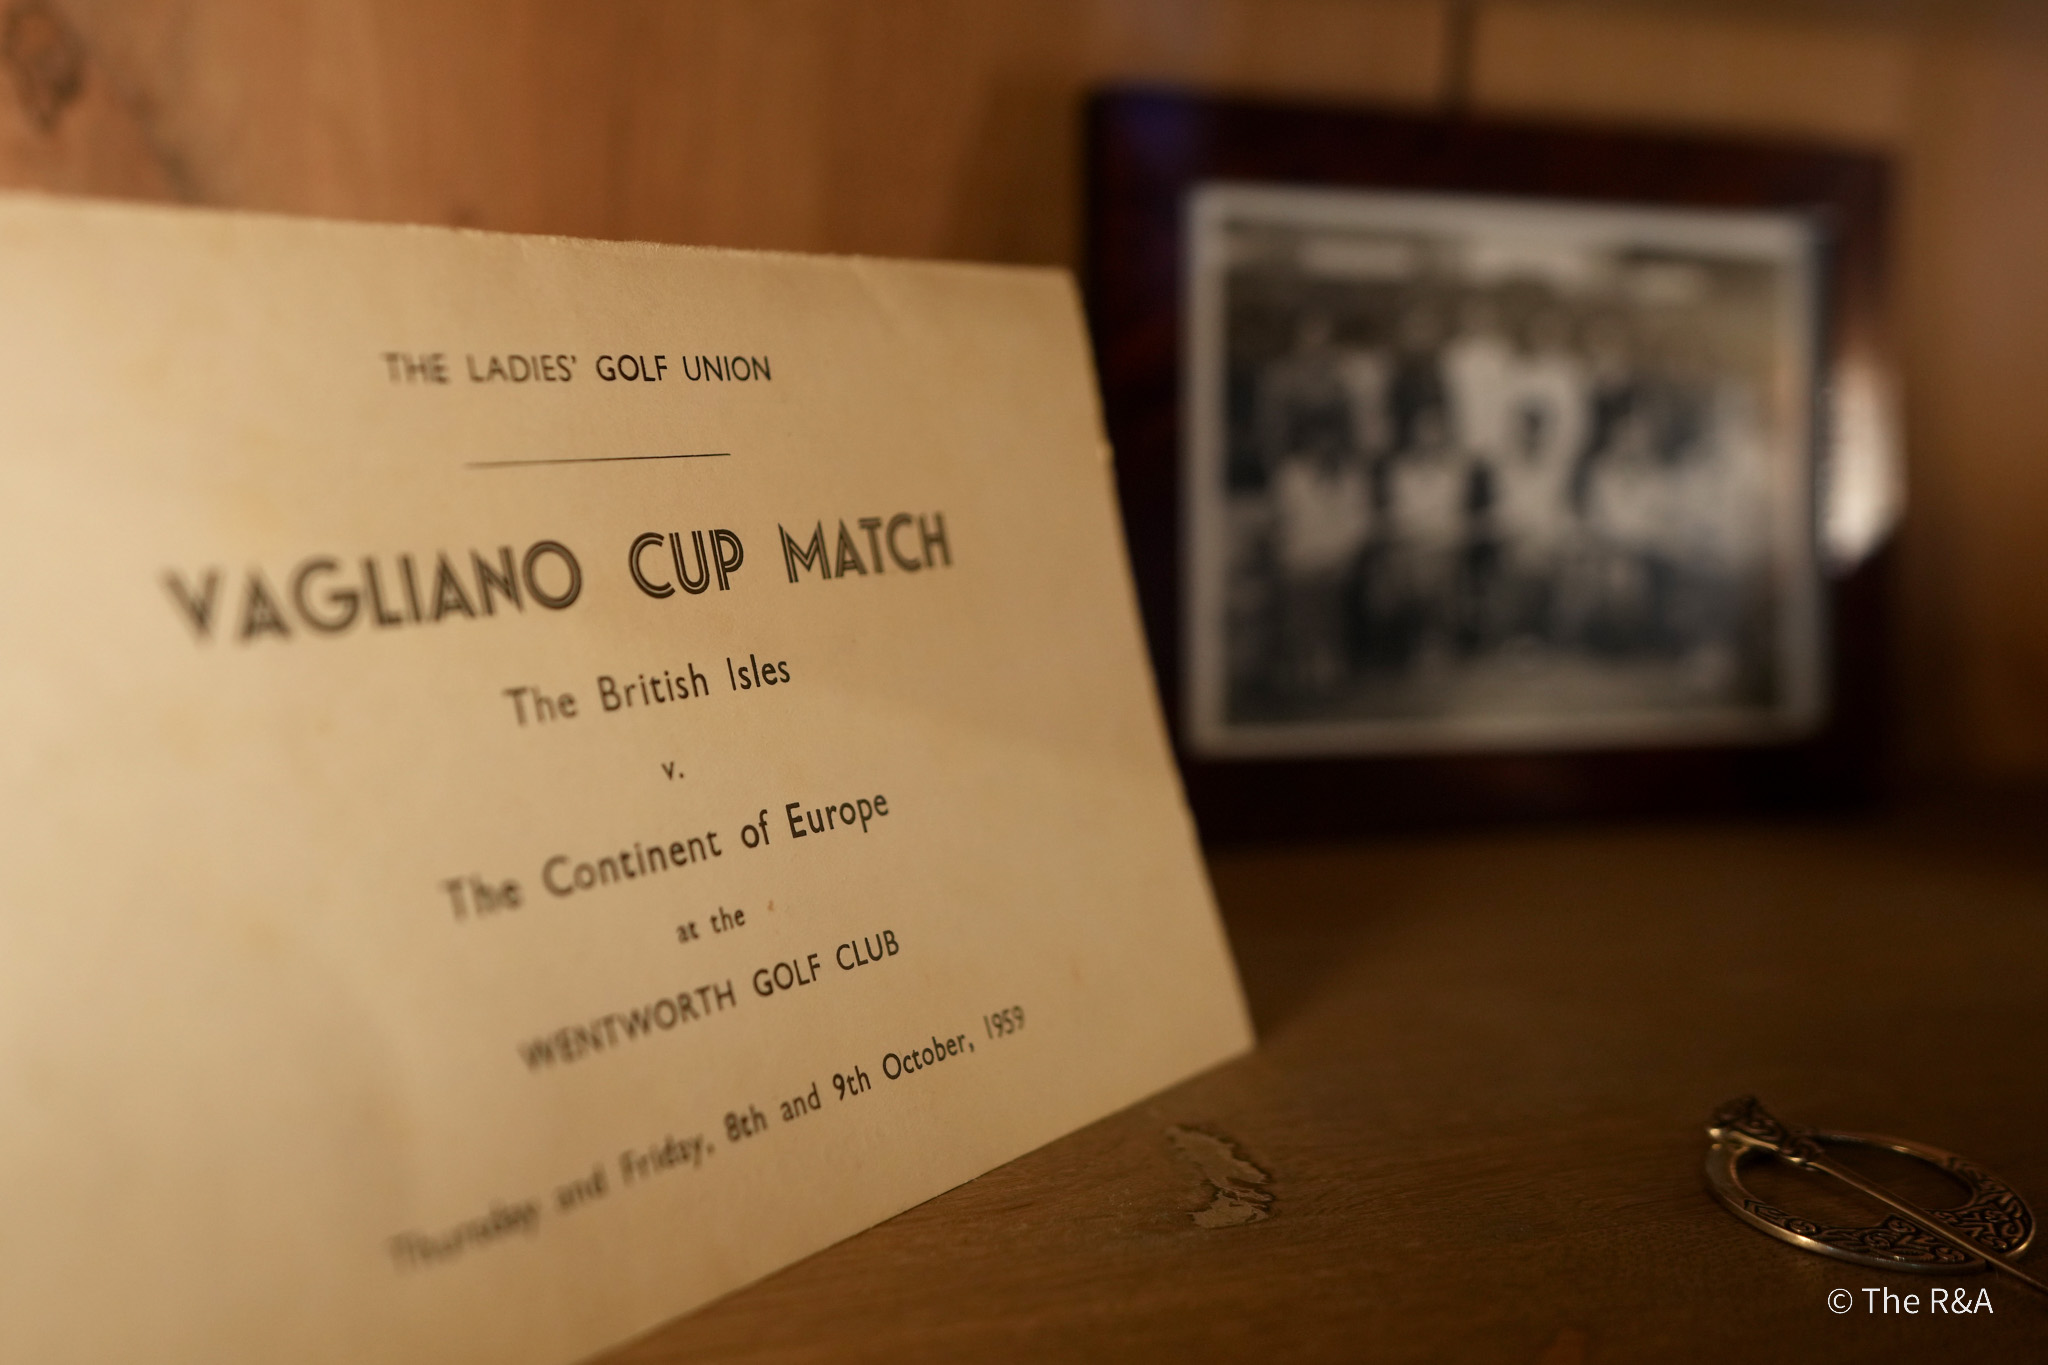 THE LADIES' GOLF UNION
VAGLIANO CUP MATCH
The British Isles
v.
The Continent of Europe
at the
WENTWORTH GOLF CLUB
Thursday and Friday, 8th and 9th October, 1959
© The R&A